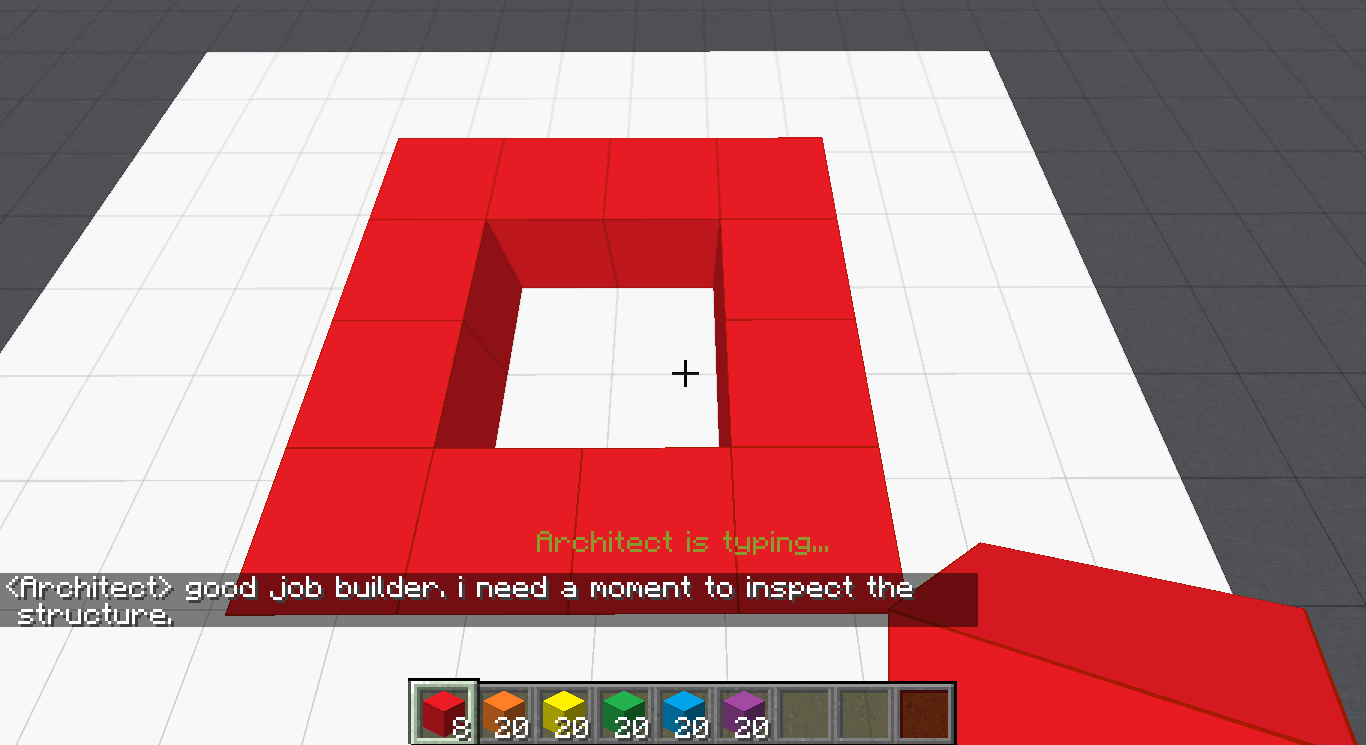 Architect is typing...
<Architect> good job builder. i need a moment to inspect the
structure.
8 20 20 20 20 20